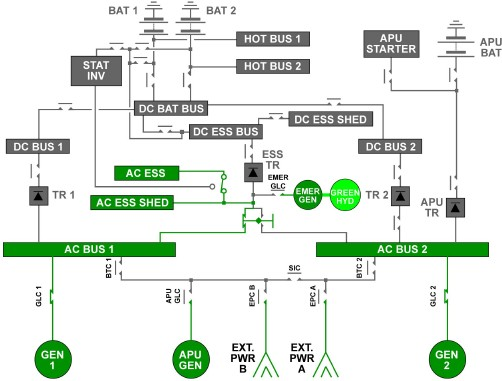 BAT 1
BAT 2
HOT BUS 1
APU
STARTER
APU
BAT
STAT
INV
HOT BUS 2
DC BAT BUS
DC ESS SHED
DC ESS BUS
DC BUS 1
DC BUS 2
ESS
TR
AC ESS
EMER
GLC
TR 1
EMER
GEN
GREEN
HYD
TR 2
APU
TR
AC ESS SHED
AC BUS 1
AC BUS 2
BTC 1
SIC
BTC 2
GLC 1
APU
GLC
EPC B
EPC A
GLC 2
GEN
1
APU
GEN
EXT.
PWR
B
EXT.
PWR
A
GEN
2